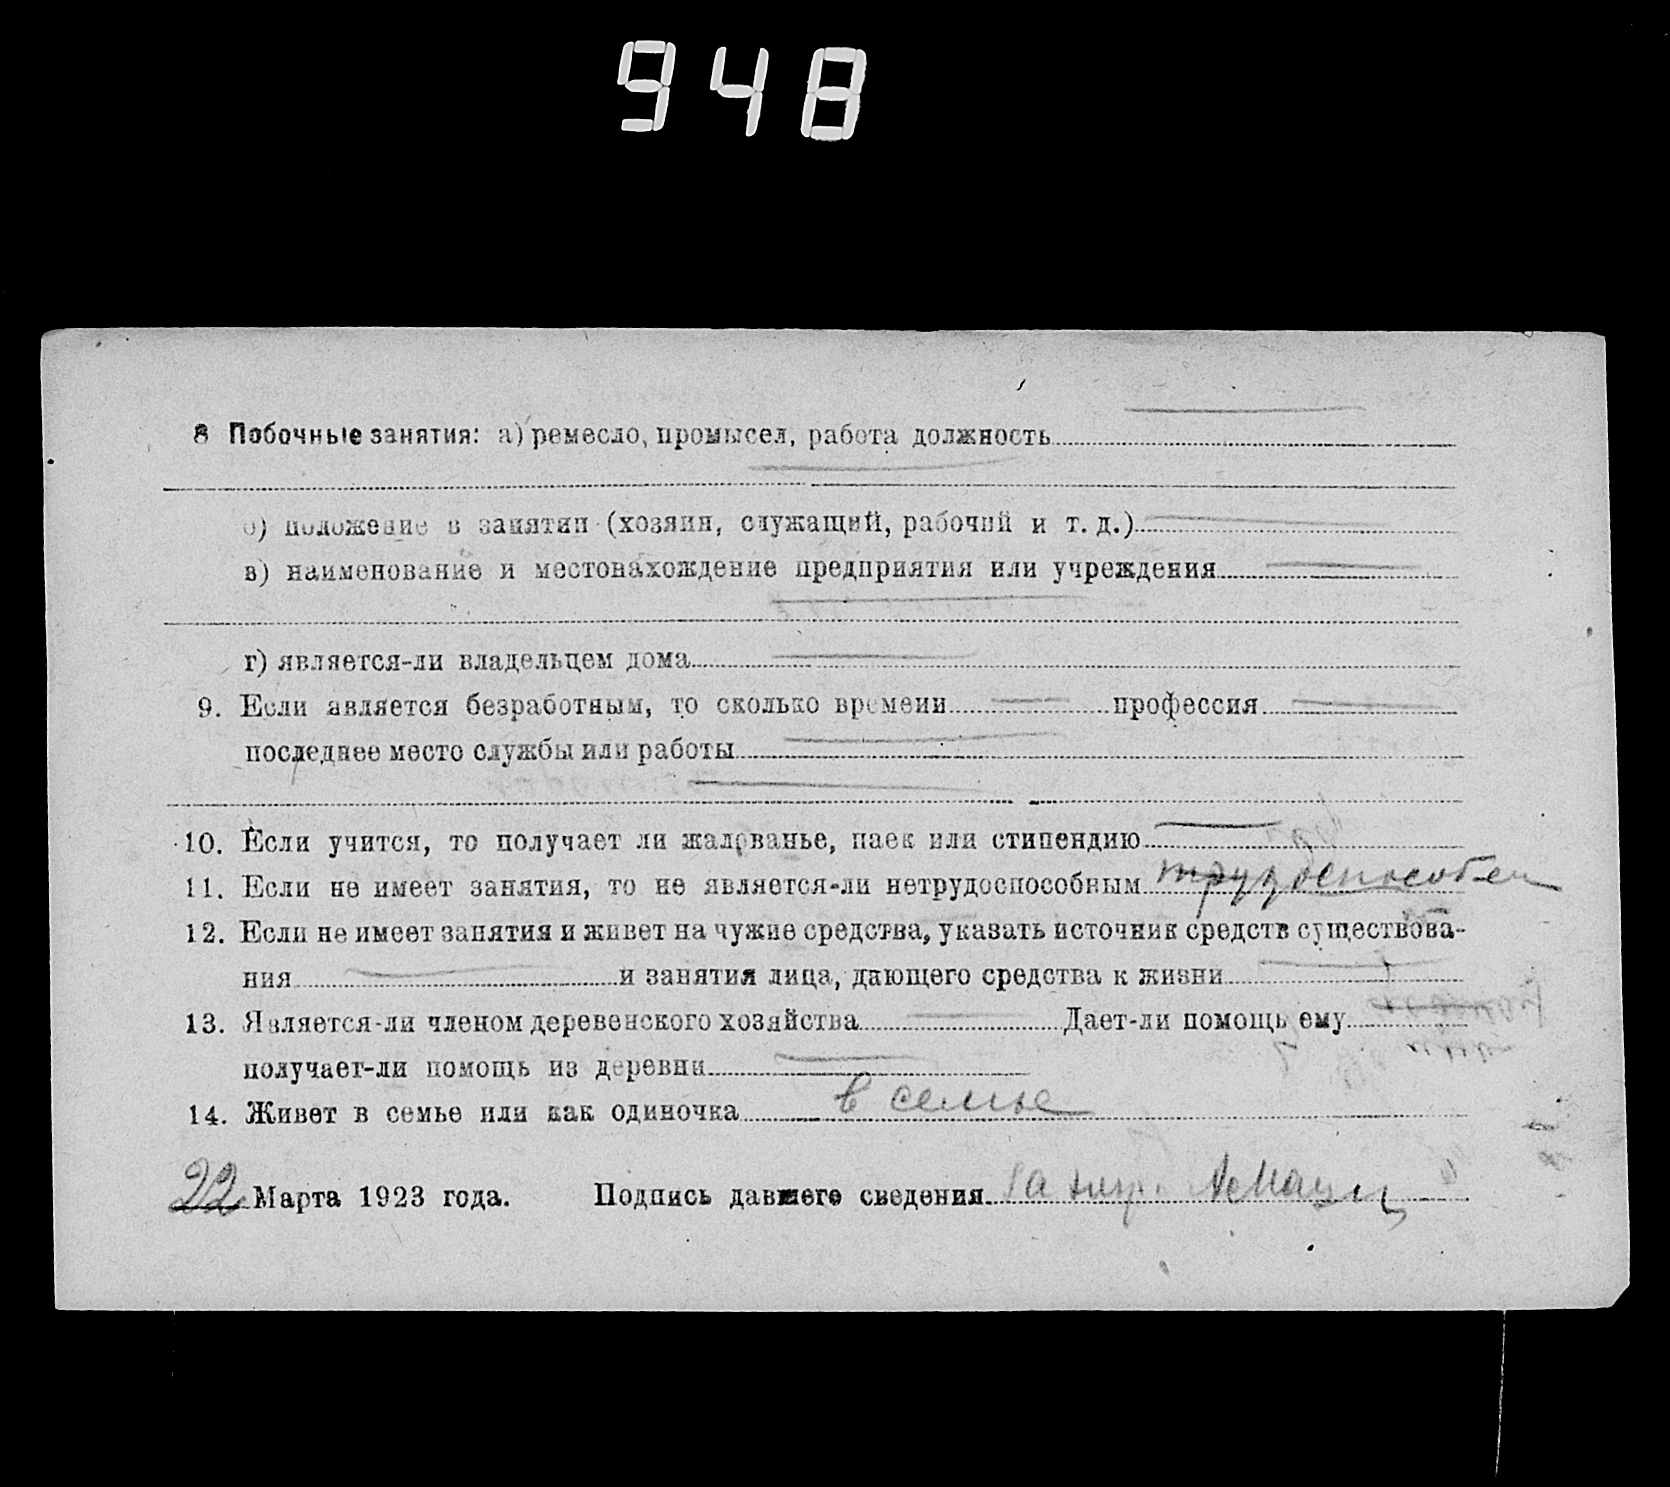 948
8 Побочные занятия: а) ремесло, промысел, работа должность
б) положение в занятии (хозяин, служащий, рабочий и т. д.)
в) наименование и местонахождение предприятия или учреждения
г) является-ли владельцем дома
9. Если является безработным, то сколько времени профессия
последнее место службы или работы
10. Если учится, то получает ли жалованье, паек или стипендию
11. Если не имеет занятия, то не является-ли нетрудоспособным трудоспособен
12. Если не имеет занятия и живет на чужие средства, указать источник средств существова-
ния и занятия лица, дающего средства к жизни
13. Является-ли членом деревенского хозяйства Дает-ли помощь ему
получает-ли помощь из деревни
14. Живет в семье или как одиночка в семье
22 Марта 1923 года. Подпись давшего сведения